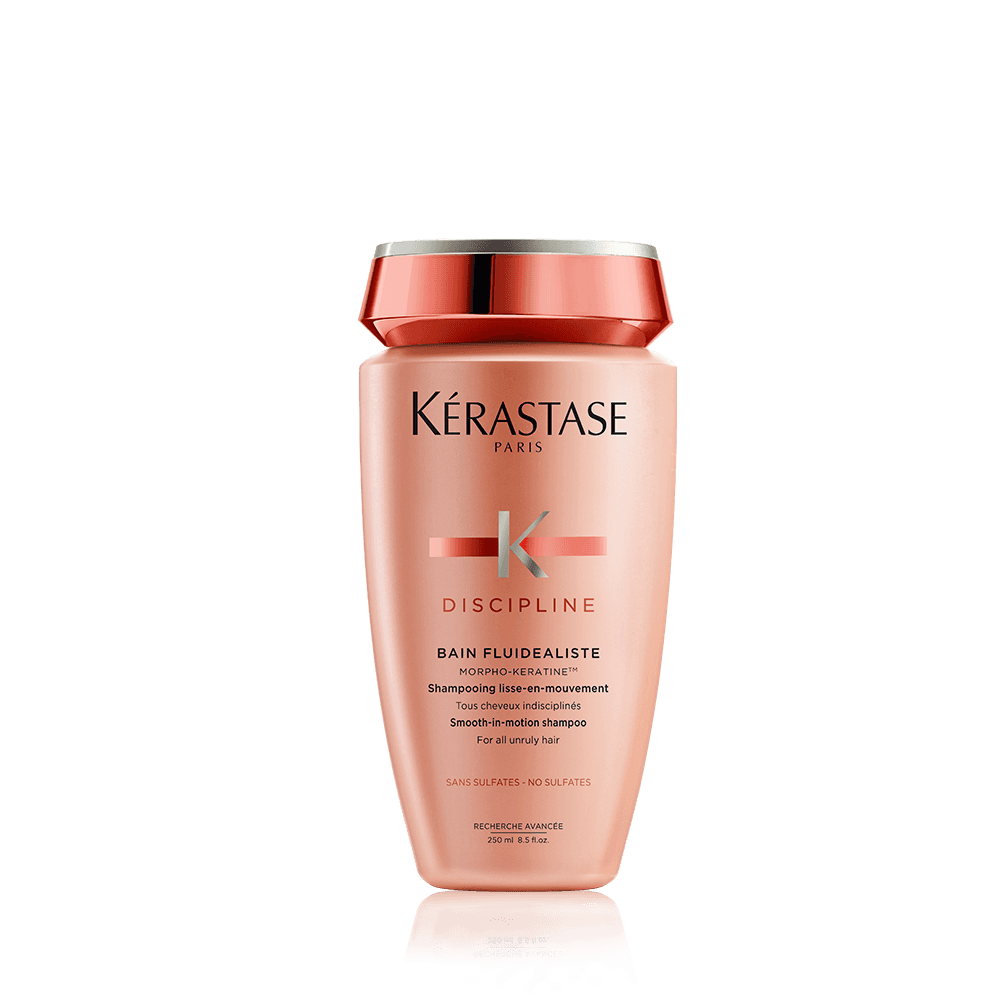 KÉRASTASE
PARIS
K
DISCIPLINE
BAIN FLUIDEALISTE
MORPHO-KERATINE™
Shampooing lisse-en-mouvement
Tous cheveux indisciplinés
Smooth-in-motion shampoo
For all unruly hair
SANS SULFATES - NO SULFATES
RECHERCHE AVANCÉE
250 ml 8.5 fl.oz.